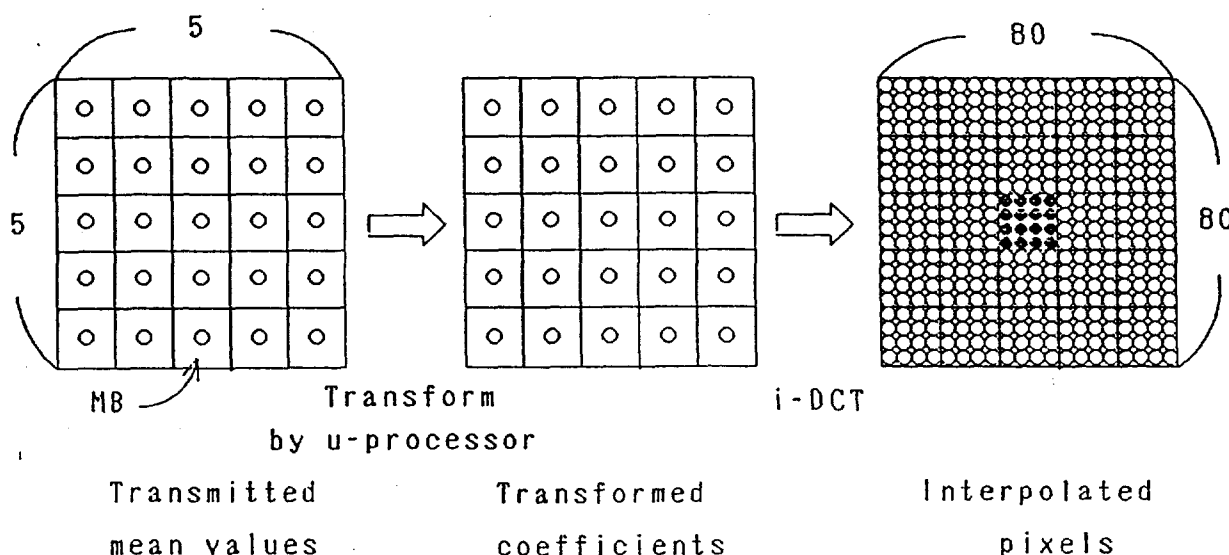 5
80
5
80
MB
Transform
by u-processor
i-DCT
Transmitted
mean values
Transformed
coefficients
Interpolated
pixels